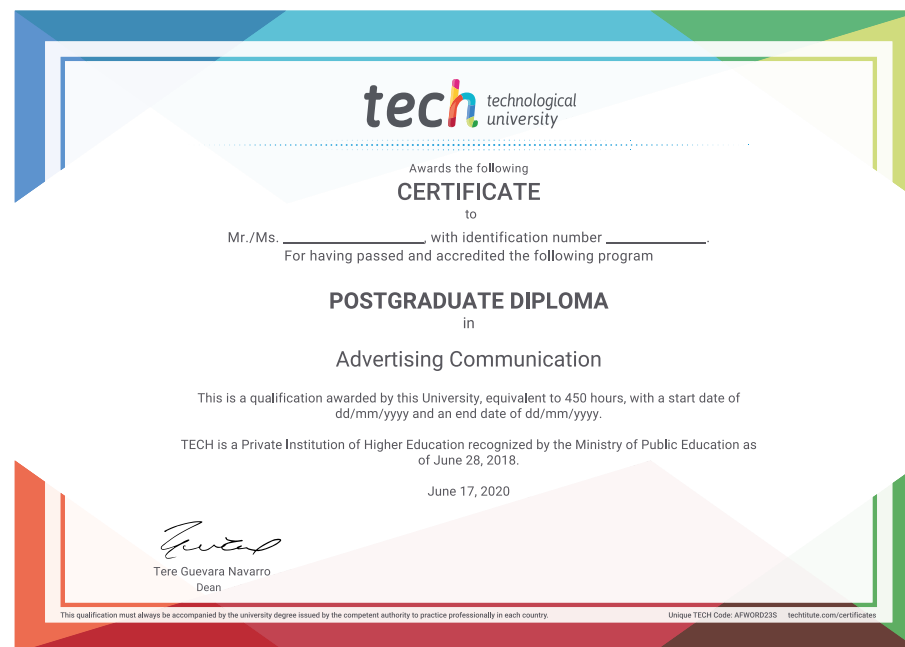 tech technological
university
Awards the following
CERTIFICATE
to
Mr./Ms. ____________________, with identification number ______________.
For having passed and accredited the following program
POSTGRADUATE DIPLOMA
in
Advertising Communication
This is a qualification awarded by this University, equivalent to 450 hours, with a start date of
dd/mm/yyyy and an end date of dd/mm/yyyy.
TECH is a Private Institution of Higher Education recognized by the Ministry of Public Education as
of June 28, 2018.
June 17, 2020
Tere Guevara Navarro
Dean
This qualification must always be accompanied by the university degree issued by the competent authority to practice professionally in each country. Unique TECH Code: AFWORD23S techtitute.com/certificates